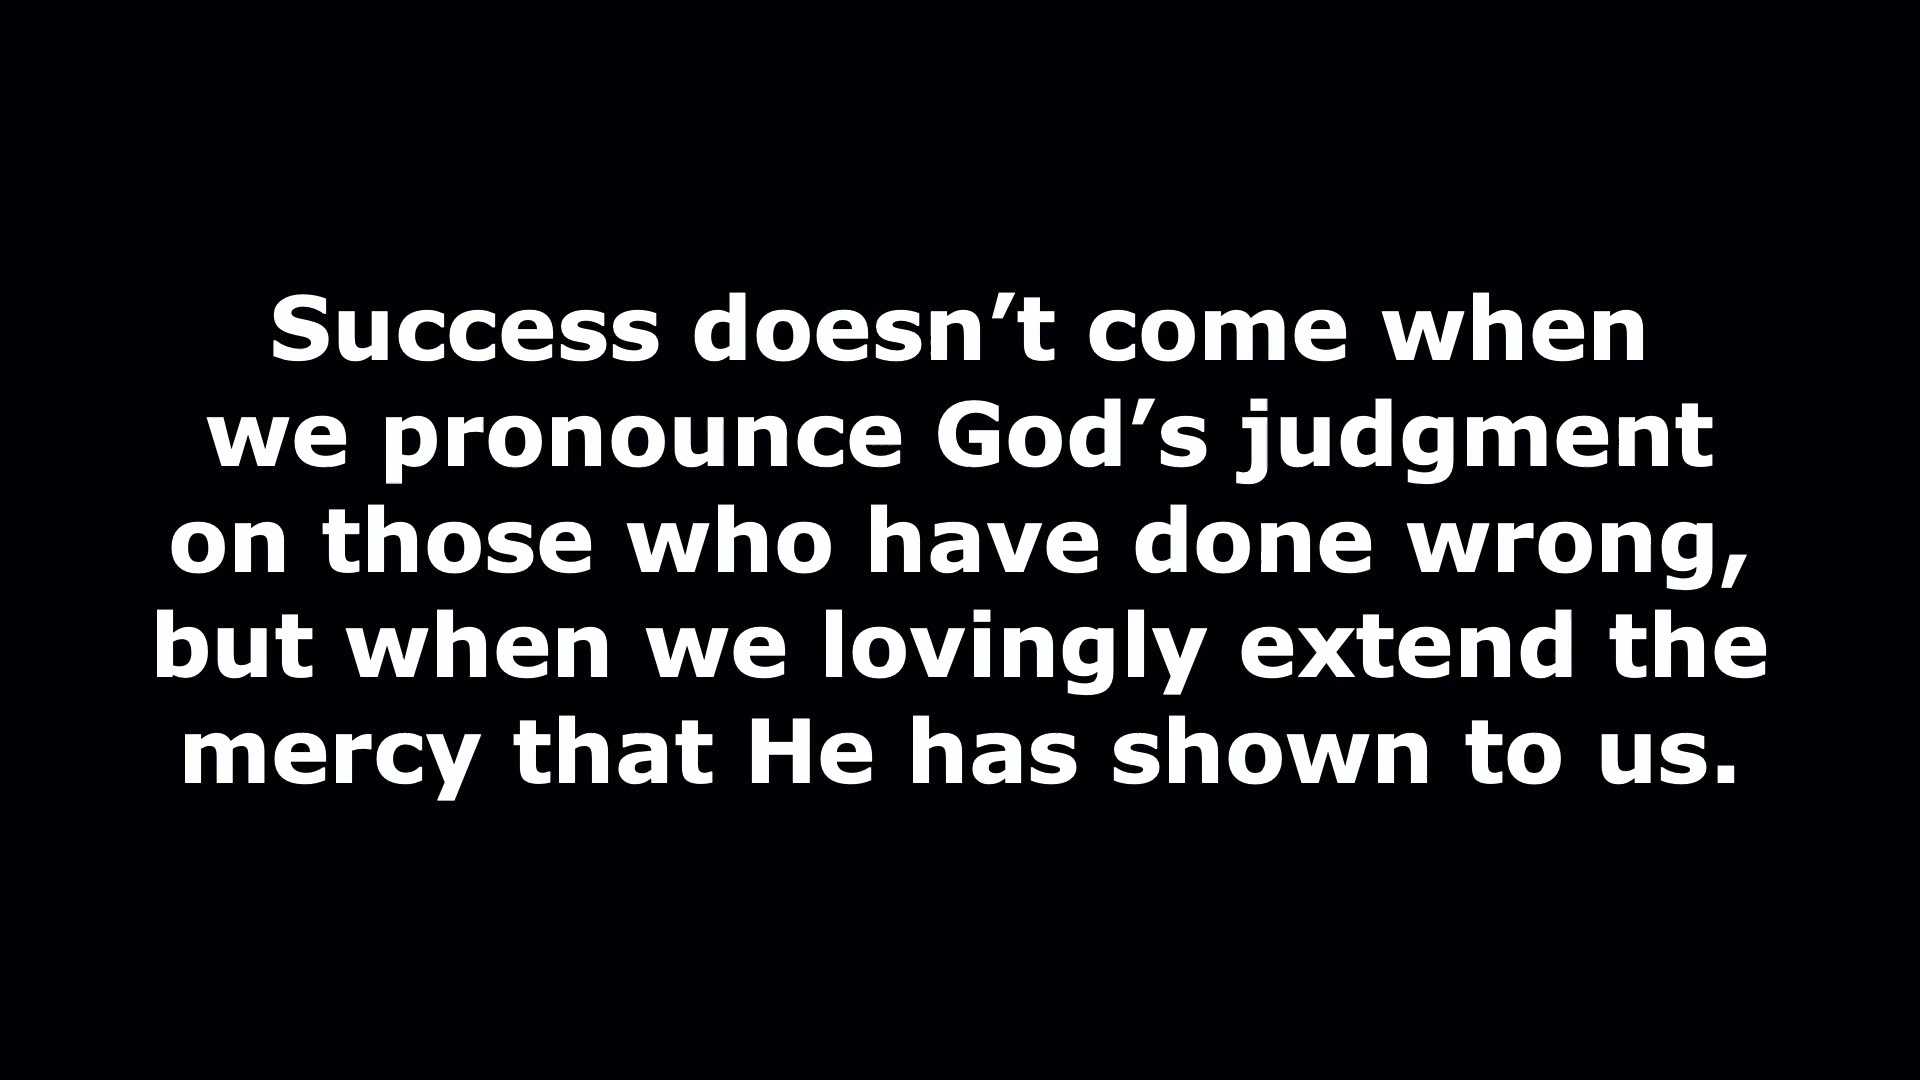 Success doesn’t come when
we pronounce God’s judgment
on those who have done wrong,
but when we lovingly extend the
mercy that He has shown to us.